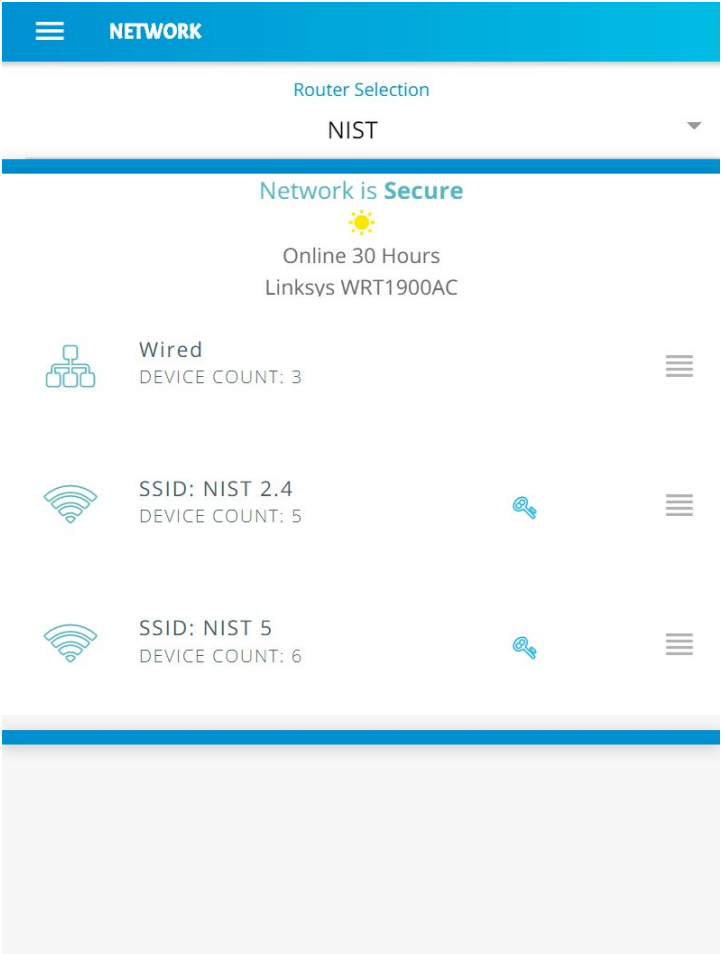 NETWORK
Router Selection
NIST
Network is Secure
Online 30 Hours
Linksys WRT1900AC
Wired
DEVICE COUNT: 3
SSID: NIST 2.4
DEVICE COUNT: 5
SSID: NIST 5
DEVICE COUNT: 6